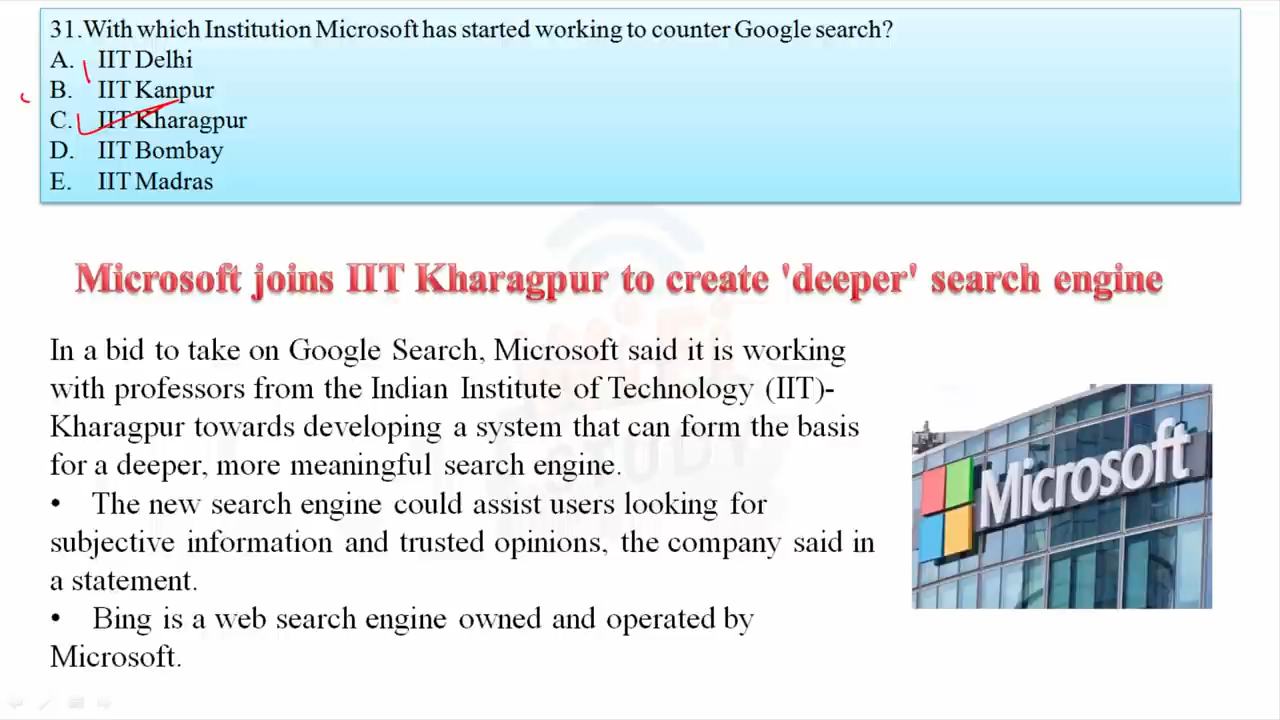 31.With which Institution Microsoft has started working to counter Google search?
A. IIT Delhi
B. IIT Kanpur
C. IIT Kharagpur
D. IIT Bombay
E. IIT Madras
Microsoft joins IIT Kharagpur to create 'deeper' search engine
In a bid to take on Google Search, Microsoft said it is working
with professors from the Indian Institute of Technology (IIT)-
Kharagpur towards developing a system that can form the basis
for a deeper, more meaningful search engine.
• The new search engine could assist users looking for
subjective information and trusted opinions, the company said in
a statement.
• Bing is a web search engine owned and operated by
Microsoft.
Microsoft
WiFi
STUDY